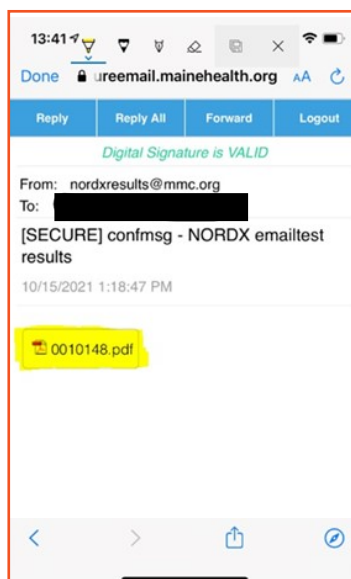 13:41
Done ureemail.mainehealth.org AA
Reply Reply All Forward Logout
Digital Signature is VALID
From: nordxresults@mmc.org
To:
[SECURE] confmsg - NORDX emailtest
results
10/15/2021 1:18:47 PM
0010148.pdf